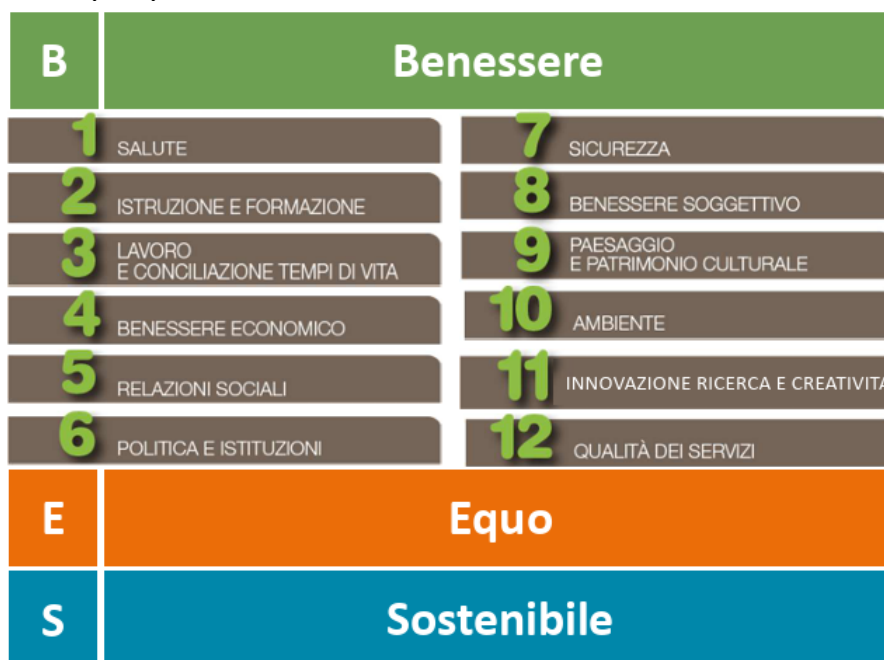 B Benessere
1 SALUTE
2 ISTRUZIONE E FORMAZIONE
3 LAVORO
E CONCILIAZIONE TEMPI DI VITA
4 BENESSERE ECONOMICO
5 RELAZIONI SOCIALI
6 POLITICA E ISTITUZIONI
7 SICUREZZA
8 BENESSERE SOGGETTIVO
9 PAESAGGIO
E PATRIMONIO CULTURALE
10 AMBIENTE
11 INNOVAZIONE RICERCA E CREATIVITA
12 QUALITÀ DEI SERVIZI
E Equo
S Sostenibile